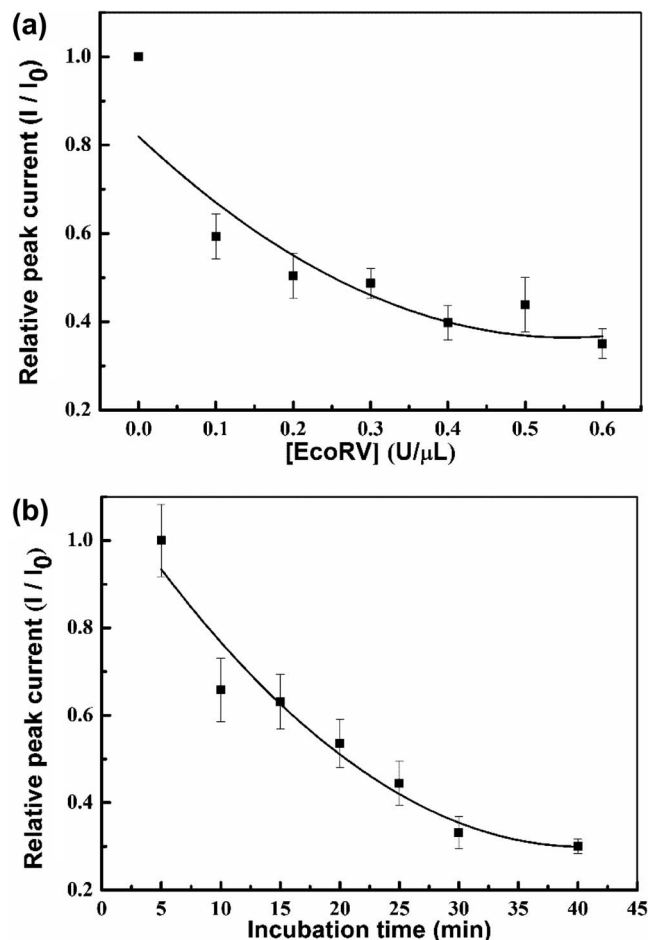 (a)
Relative peak current (I / I0)
1.0
0.8
0.6
0.4
0.2
0.0 0.1 0.2 0.3 0.4 0.5 0.6
[EcoRV] (U/μL)
(b)
Relative peak current (I / I0)
1.0
0.8
0.6
0.4
0.2
0 5 10 15 20 25 30 35 40 45
Incubation time (min)